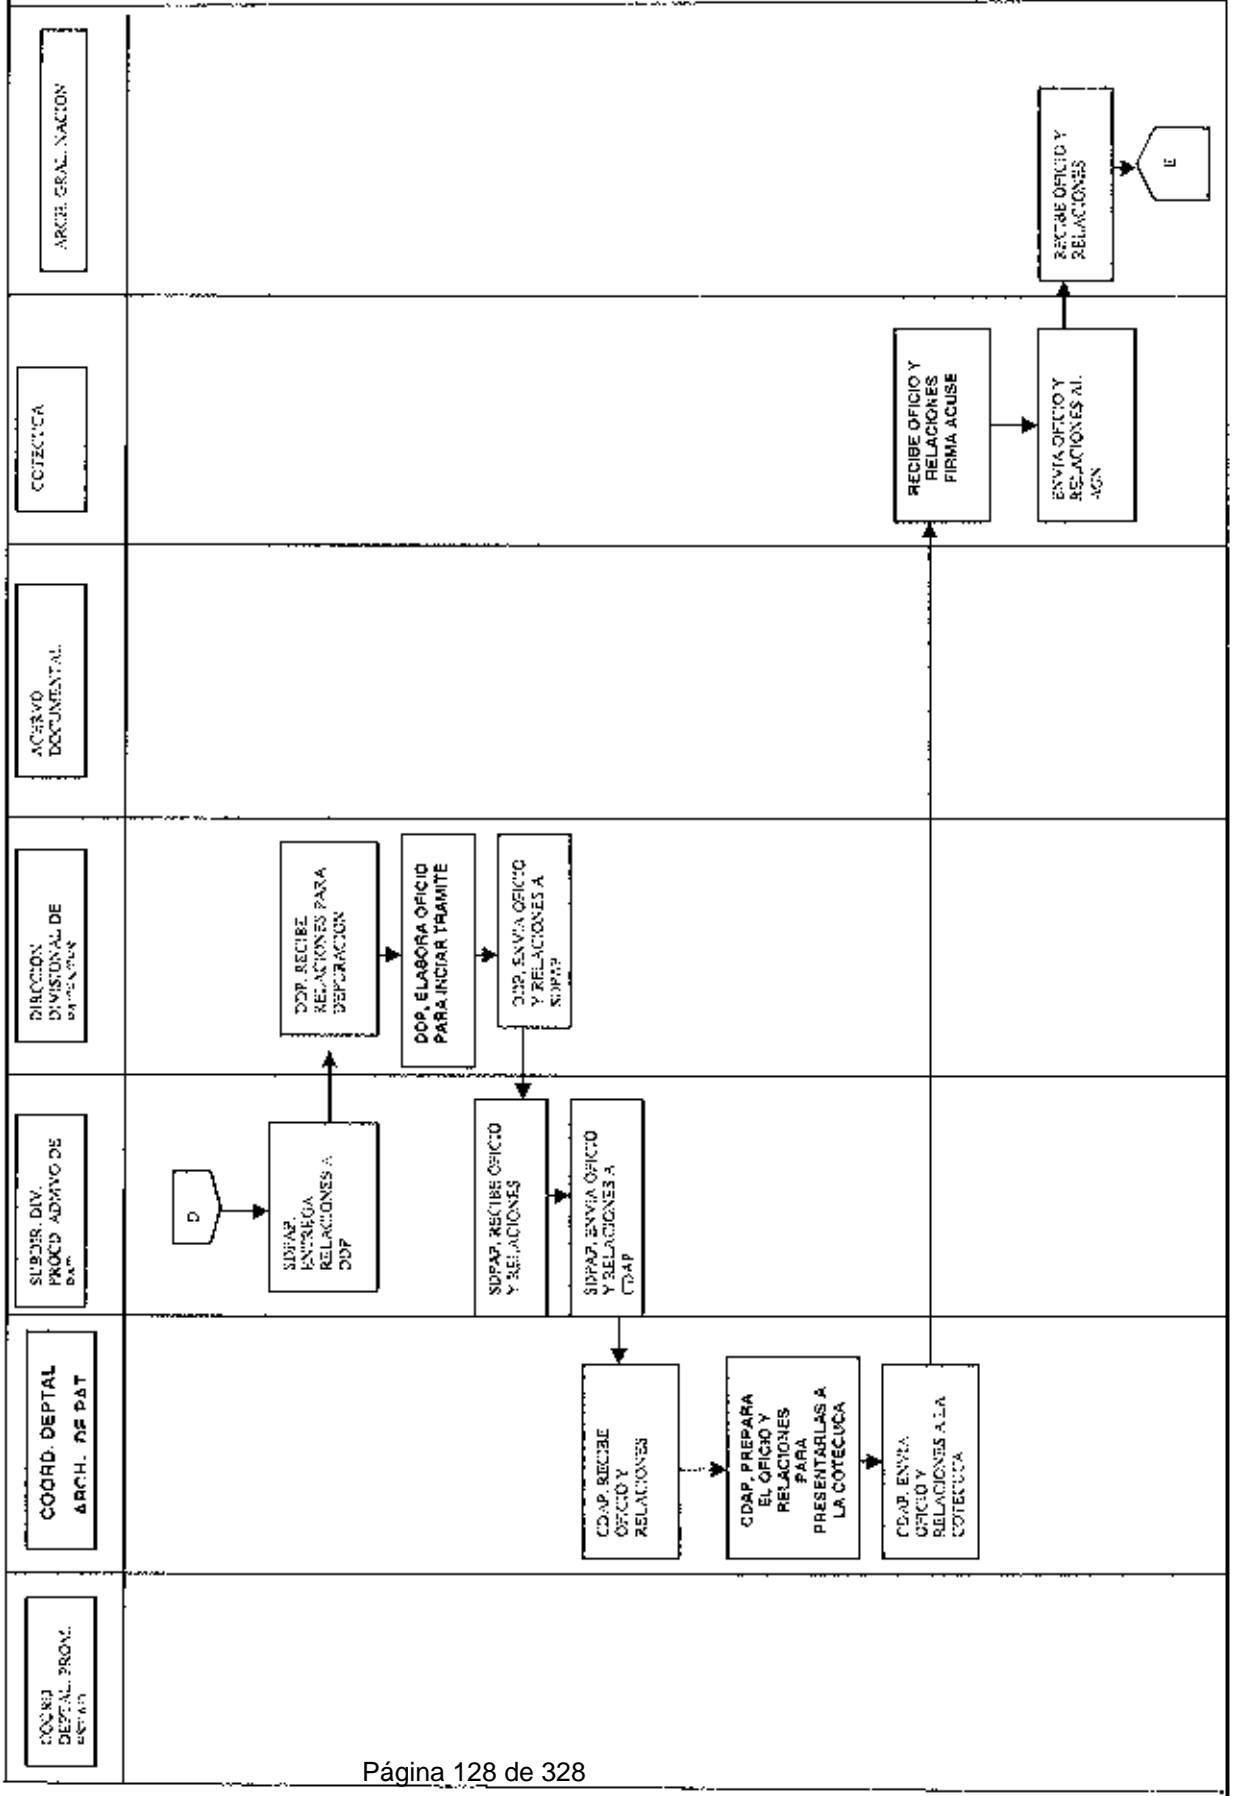 COORD
DEPTAL. PROM.
COORD. DEPTAL
ARCH. DE PAT
SUBDIR. DIV.
PROCD. ADMVO DE
DIRCCION
DIVISIONAL DE
ACERVO
DOCUMENTAL
COTECUCA
ARCH. GRAL. NACION
D
SDPAP,
ENTREGA
RELACIONES A
DDP
DDP, RECIBE
RELACIONES PARA
DEPURACION
DDP, ELABORA OFICIO
PARA INICIAR TRAMITE
DDP, ENVIA OFICIO
Y RELACIONES A
SDPAP
SDPAP, RECIBE OFICIO
Y RELACIONES
SDPAP, ENVIA OFICIO
Y RELACIONES A
CDAP
CDAP, RECIBE
OFICIO Y
RELACIONES
CDAP, PREPARA
EL OFICIO Y
RELACIONES
PARA
PRESENTARLAS A
LA COTECUCA
CDAP, ENVIA
OFICIO Y
RELACIONES A LA
COTECUCA
RECIBE OFICIO Y
RELACIONES
FIRMA ACUSE
ENVIA OFICIO Y
RELACIONES AL
AGN
RECIBE OFICIO Y
RELACIONES
E
Página 128 de 328